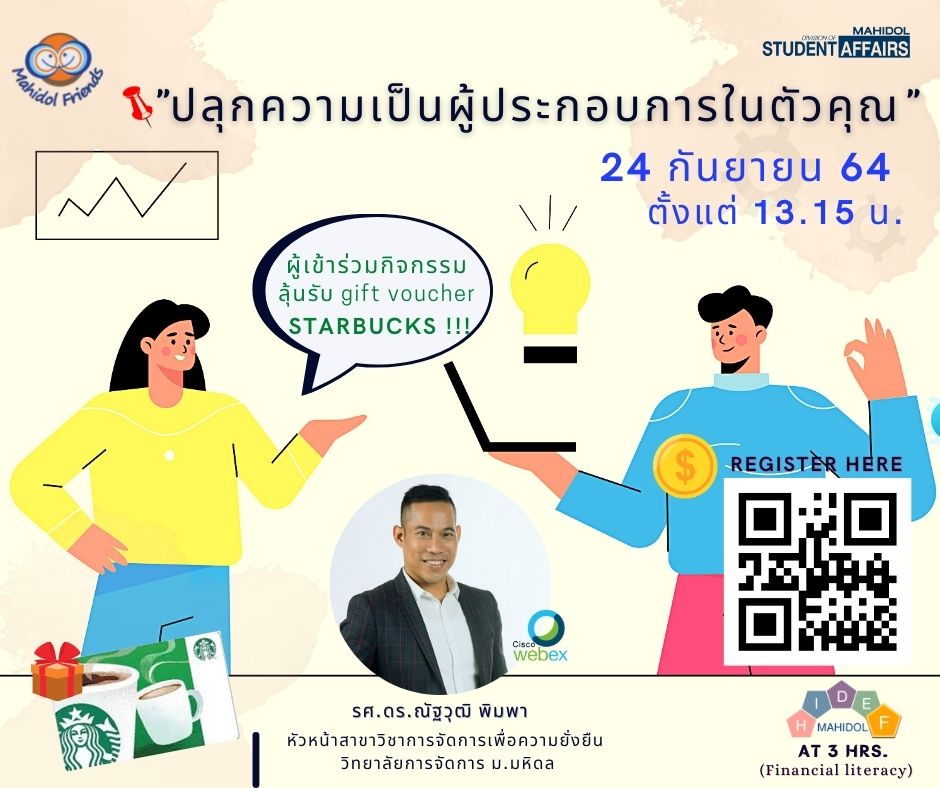 Mahidol Friends
DIVISION OF MAHIDOL
STUDENT AFFAIRS
"ปลุกความเป็นผู้ประกอบการในตัวคุณ"
24 กันยายน 64
ตั้งแต่ 13.15 น.
ผู้เข้าร่วมกิจกรรม
ลุ้นรับ gift voucher
STARBUCKS !!!
$
REGISTER HERE
Cisco
webex
รศ.ดร.ณัฐวุฒิ พิมพา
หัวหน้าสาขาวิชาการจัดการเพื่อความยั่งยืน
วิทยาลัยการจัดการ ม.มหิดล
H I D E F
MAHIDOL
AT 3 HRS.
(Financial literacy)